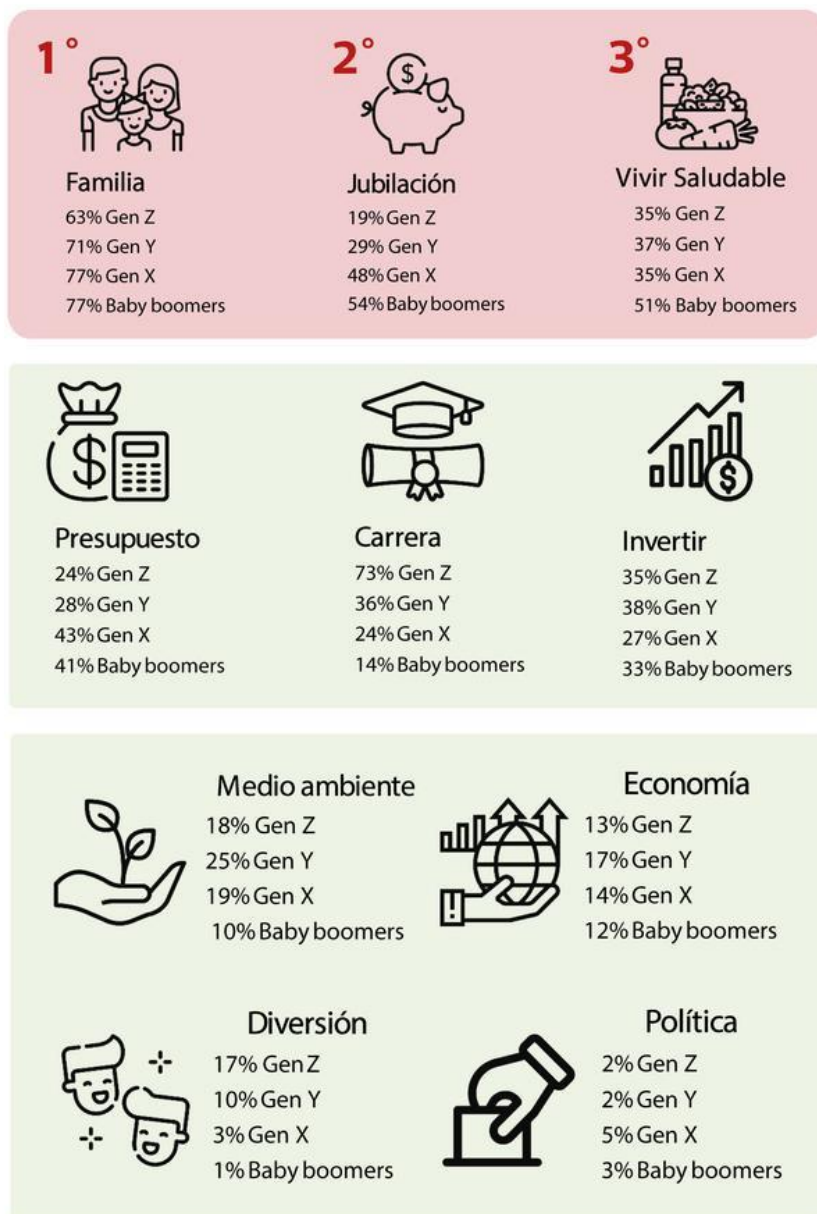 1°
Familia
63% Gen Z
71% Gen Y
77% Gen X
77% Baby boomers
2°
$
Jubilación
19% Gen Z
29% Gen Y
48% Gen X
54% Baby boomers
3°
Vivir Saludable
35% Gen Z
37% Gen Y
35% Gen X
51% Baby boomers
$
Presupuesto
24% Gen Z
28% Gen Y
43% Gen X
41% Baby boomers
Carrera
73% Gen Z
36% Gen Y
24% Gen X
14% Baby boomers
$
Invertir
35% Gen Z
38% Gen Y
27% Gen X
33% Baby boomers
Medio ambiente
18% Gen Z
25% Gen Y
19% Gen X
10% Baby boomers
Economía
13% Gen Z
17% Gen Y
14% Gen X
12% Baby boomers
Diversión
17% Gen Z
10% Gen Y
3% Gen X
1% Baby boomers
Política
2% Gen Z
2% Gen Y
5% Gen X
3% Baby boomers